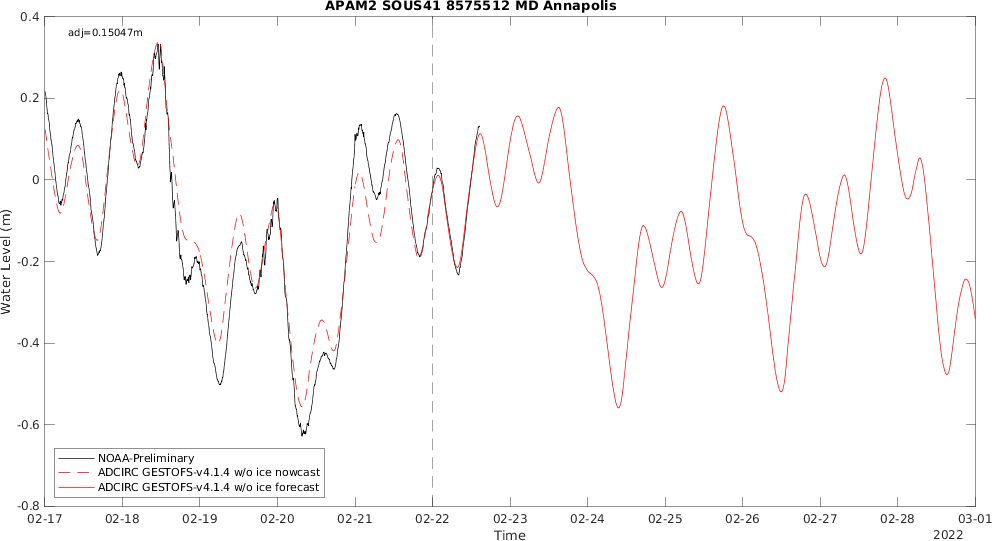 APAM2 SOUS41 8575512 MD Annapolis
adj=0.15047m
0.4
0.2
0
-0.2
-0.4
-0.6
-0.8
Water Level (m)
NOAA-Preliminary
ADCIRC GESTOFS-v4.1.4 w/o ice nowcast
ADCIRC GESTOFS-v4.1.4 w/o ice forecast
02-17 02-18 02-19 02-20 02-21 02-22 02-23 02-24 02-25 02-26 02-27 02-28 03-01
Time
2022